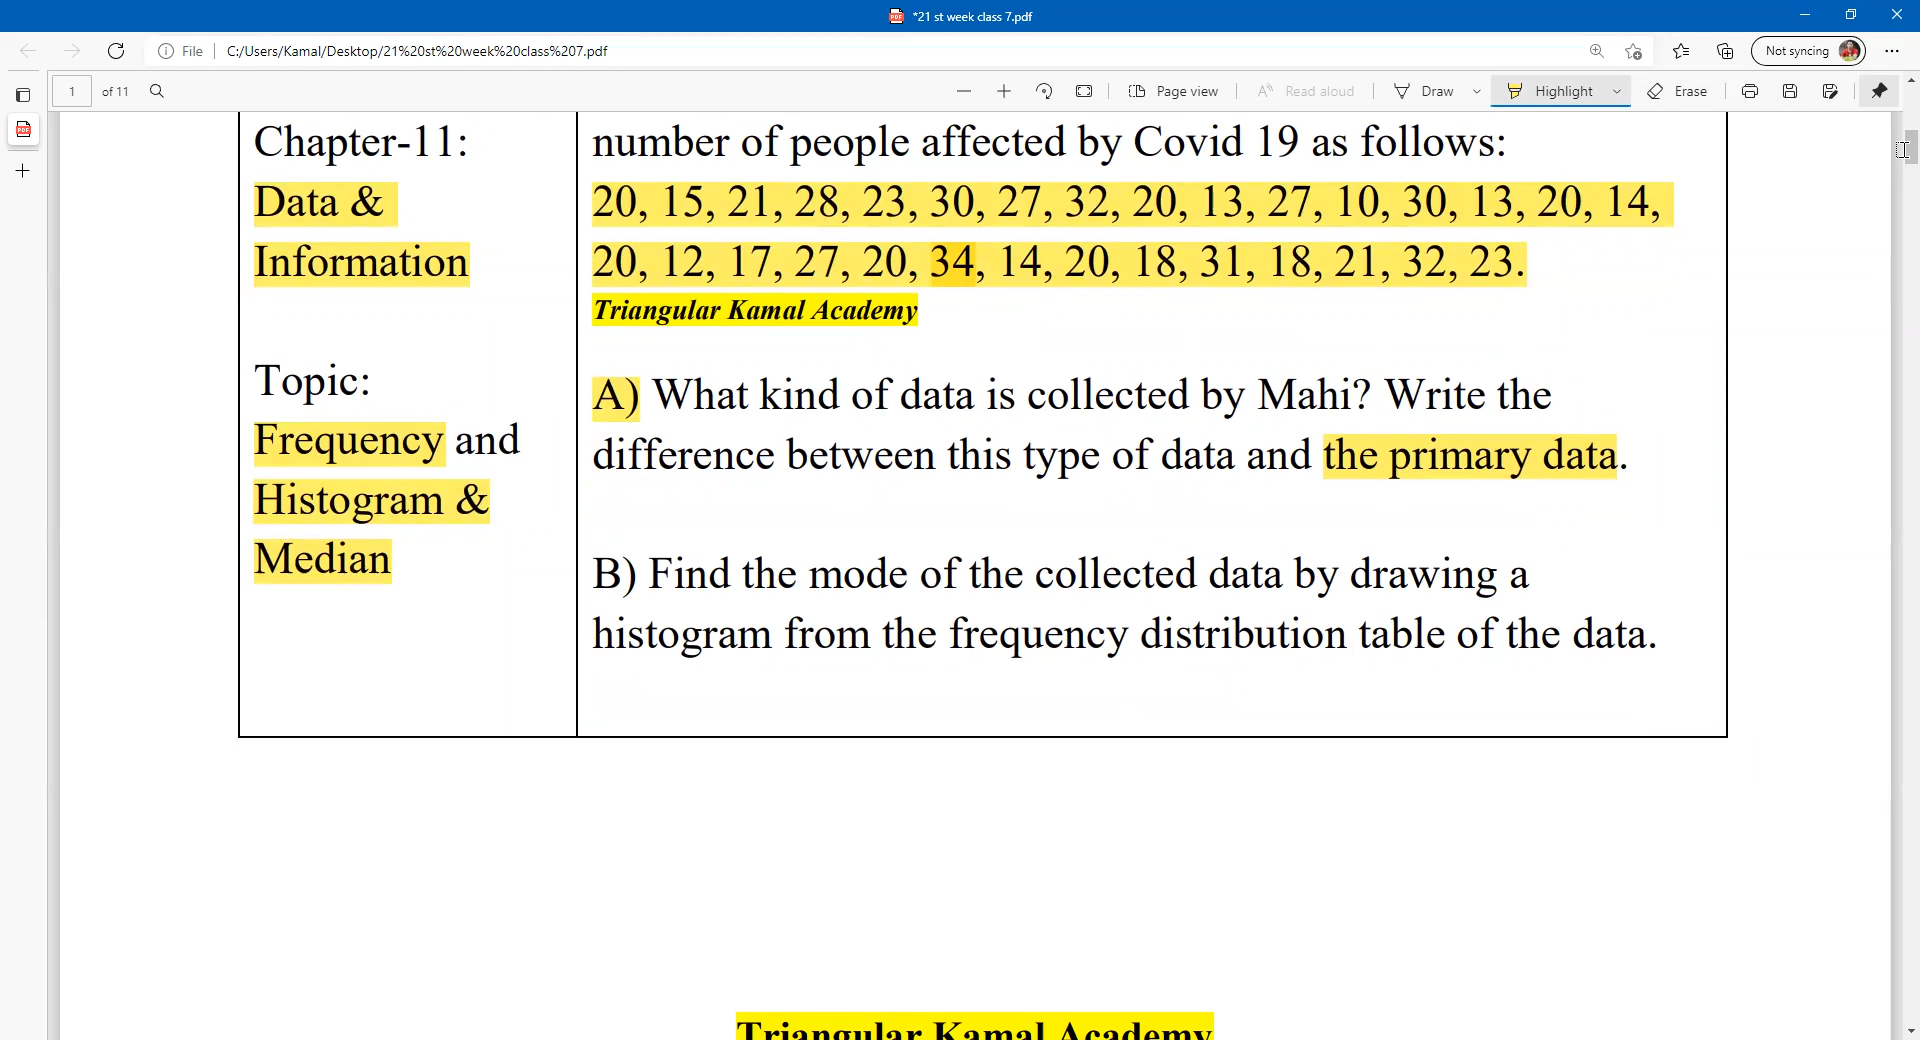 *21 st week class 7.pdf
File
C:/Users/Kamal/Desktop/21%20st%20week%20class%207.pdf
Not syncing
1 of 11
Page view
Read aloud
Draw
Highlight
Erase
Chapter-11:
Data &
Information
Topic:
Frequency and
Histogram &
Median
number of people affected by Covid 19 as follows:
20, 15, 21, 28, 23, 30, 27, 32, 20, 13, 27, 10, 30, 13, 20, 14,
20, 12, 17, 27, 20, 34, 14, 20, 18, 31, 18, 21, 32, 23.
Triangular Kamal Academy
A) What kind of data is collected by Mahi? Write the
difference between this type of data and the primary data.
B) Find the mode of the collected data by drawing a
histogram from the frequency distribution table of the data.
Triangular Kamal Academy